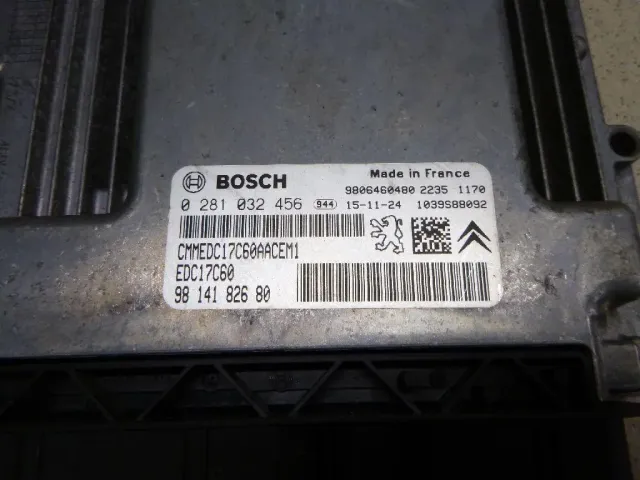 BOSCH
Made in France
9806460480 2235 1170
0 281 032 456 944 15-11-24 1039S88092
CMMEDC17C60AACEM1
EDC17C60
98 141 826 80